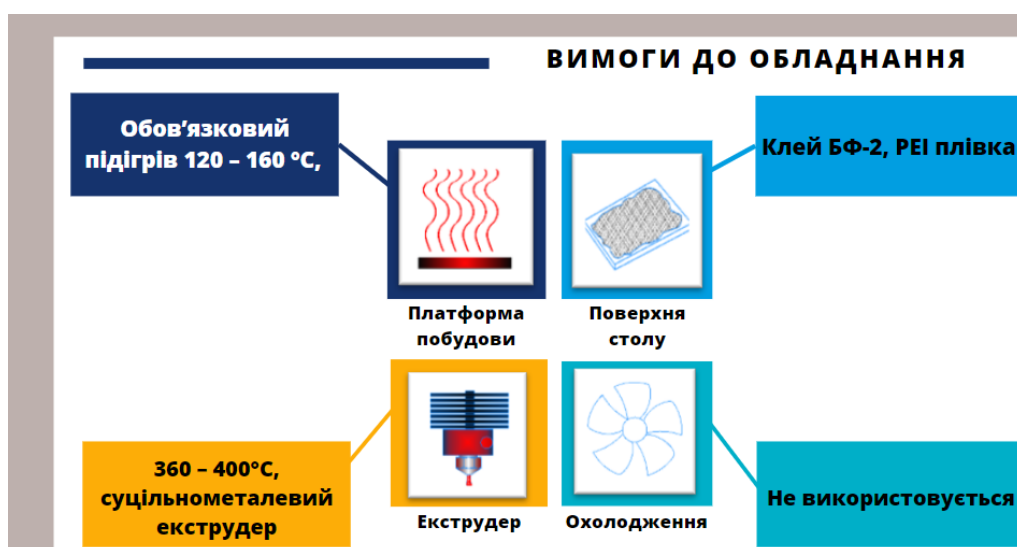 ВИМОГИ ДО ОБЛАДНАННЯ
Обов’язковий
підігрів 120 – 160 °C,
Клей БФ-2, PEI плівка
Платформа
побудови
Поверхня
столу
360 – 400°C,
суцільнометалевий
екструдер
Екструдер
Охолодження
Не використовується